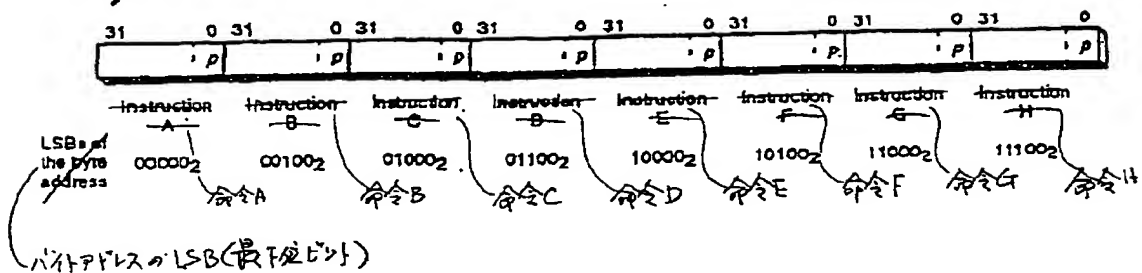 31 0 31 0 31 0 31 0 31 0 31 0 31 0 31 0
p p p p p p p p
Instruction Instruction Instruction Instruction Instruction Instruction Instruction Instruction
A B C D E F G H
LSBs of
the byte
address
00000₂ 00100₂ 01000₂ 01100₂ 10000₂ 10100₂ 11000₂ 11100₂
命令A 命令B 命令C 命令D 命令E 命令F 命令G 命令H
バイトアドレスのLSB(最下位ビット)